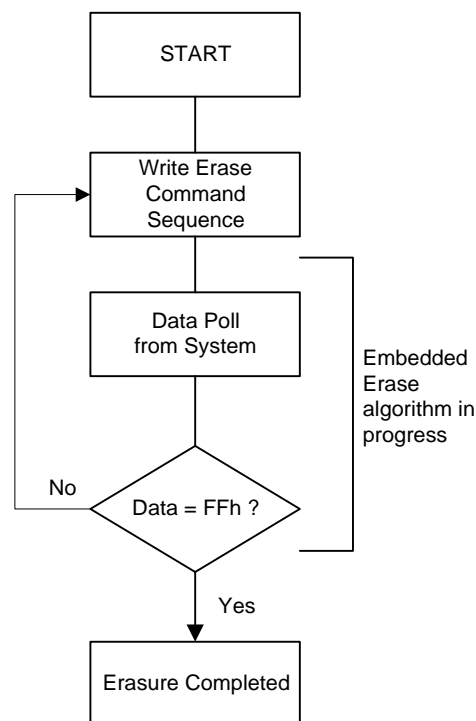 START
Write Erase
Command
Sequence
Data Poll
from System
Embedded
Erase
algorithm in
progress
No
Data = FFh ?
Yes
Erasure Completed